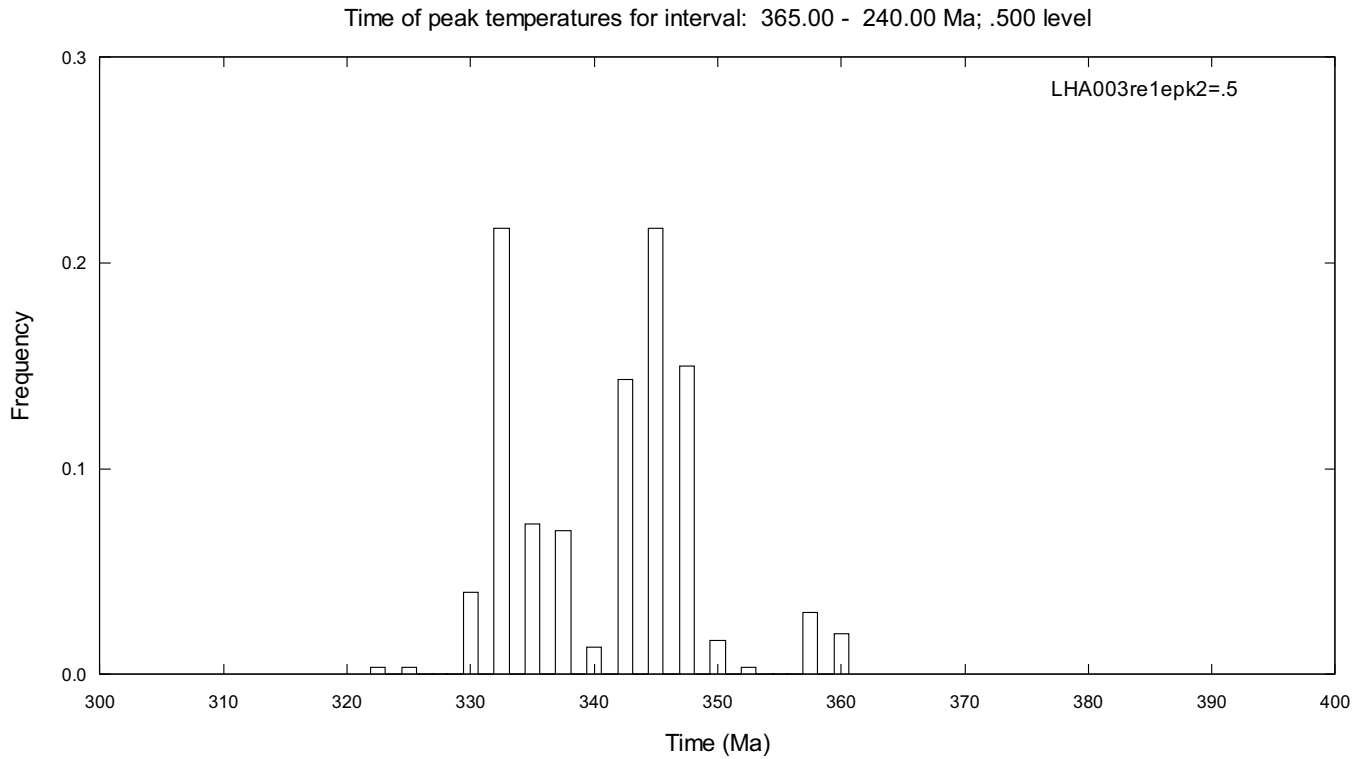 Time of peak temperatures for interval: 365.00 - 240.00 Ma; .500 level
LHA003re1epk2=.5
0.3
0.2
0.1
0.0
Frequency
300 310 320 330 340 350 360 370 380 390 400
Time (Ma)